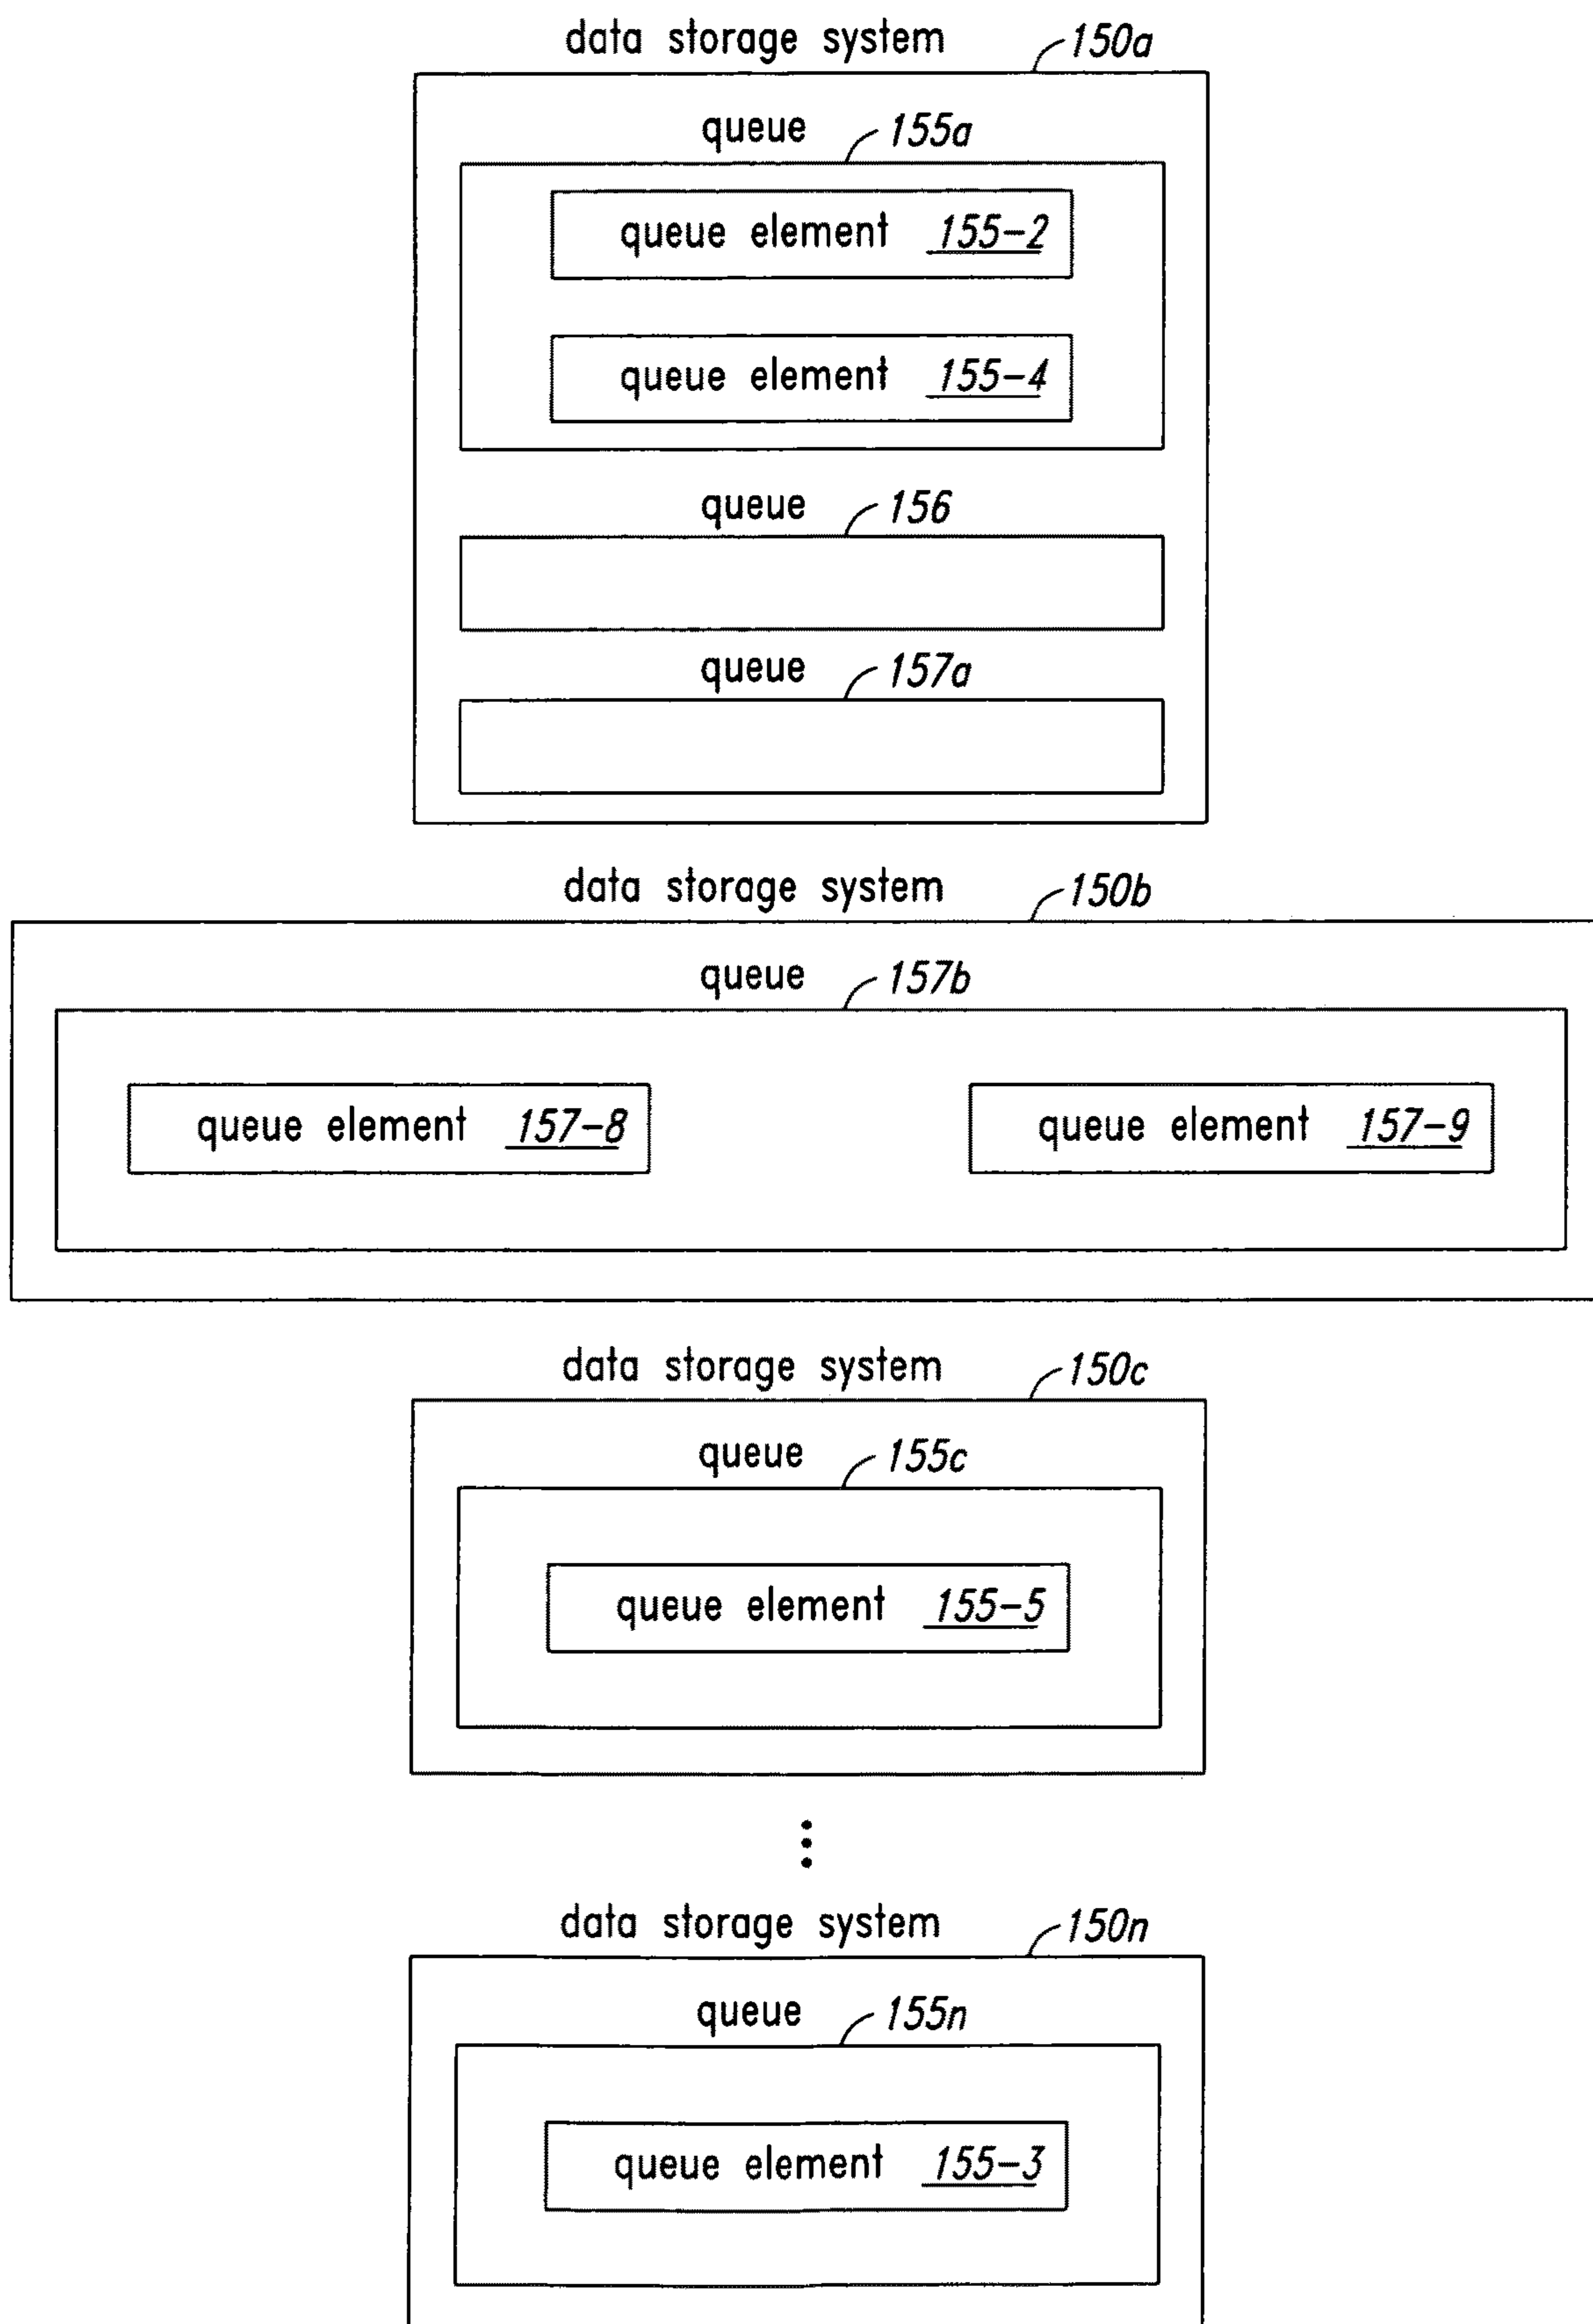 data storage system 150a
queue 155a
queue element 155-2
queue element 155-4
queue 156
queue 157a
data storage system 150b
queue 157b
queue element 157-8 queue element 157-9
data storage system 150c
queue 155c
queue element 155-5
data storage system 150n
queue 155n
queue element 155-3